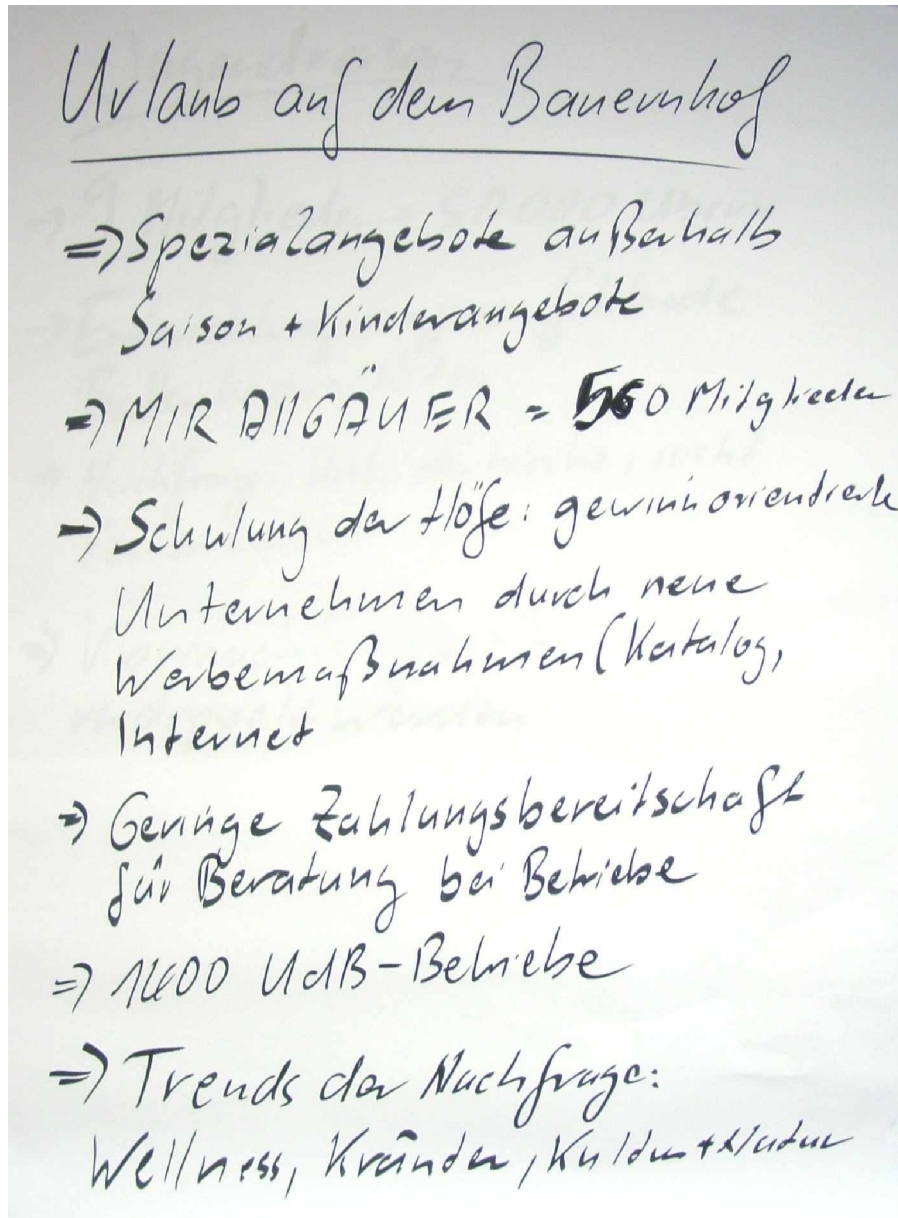 Urlaub auf dem Bauernhof
=> Spezialangebote außerhalb
Saison + Kinderangebote
=> MIR AllGÄUER = 560 Mitglieder
=> Schulung der Höfe: gewinnorientierte
Unternehmen durch neue
Werbemaßnahmen (Katalog,
Internet
=> Geringe Zahlungsbereitschaft
für Beratung bei Betriebe
=> 1400 UdB-Betriebe
=> Trends der Nachfrage:
Wellness, Kräuter, Kultur + Natur